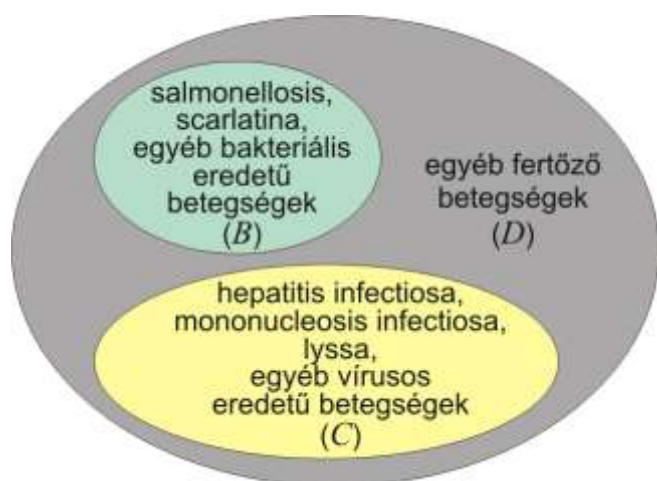 salmonellosis,
scarlatina,
egyéb bakteriális
eredetű
betegségek
(B)
egyéb fertőző
betegségek
(D)
hepatitis infectiosa,
mononucleosis infectiosa,
lyssa,
egyéb vírusos
eredetű betegségek
(C)